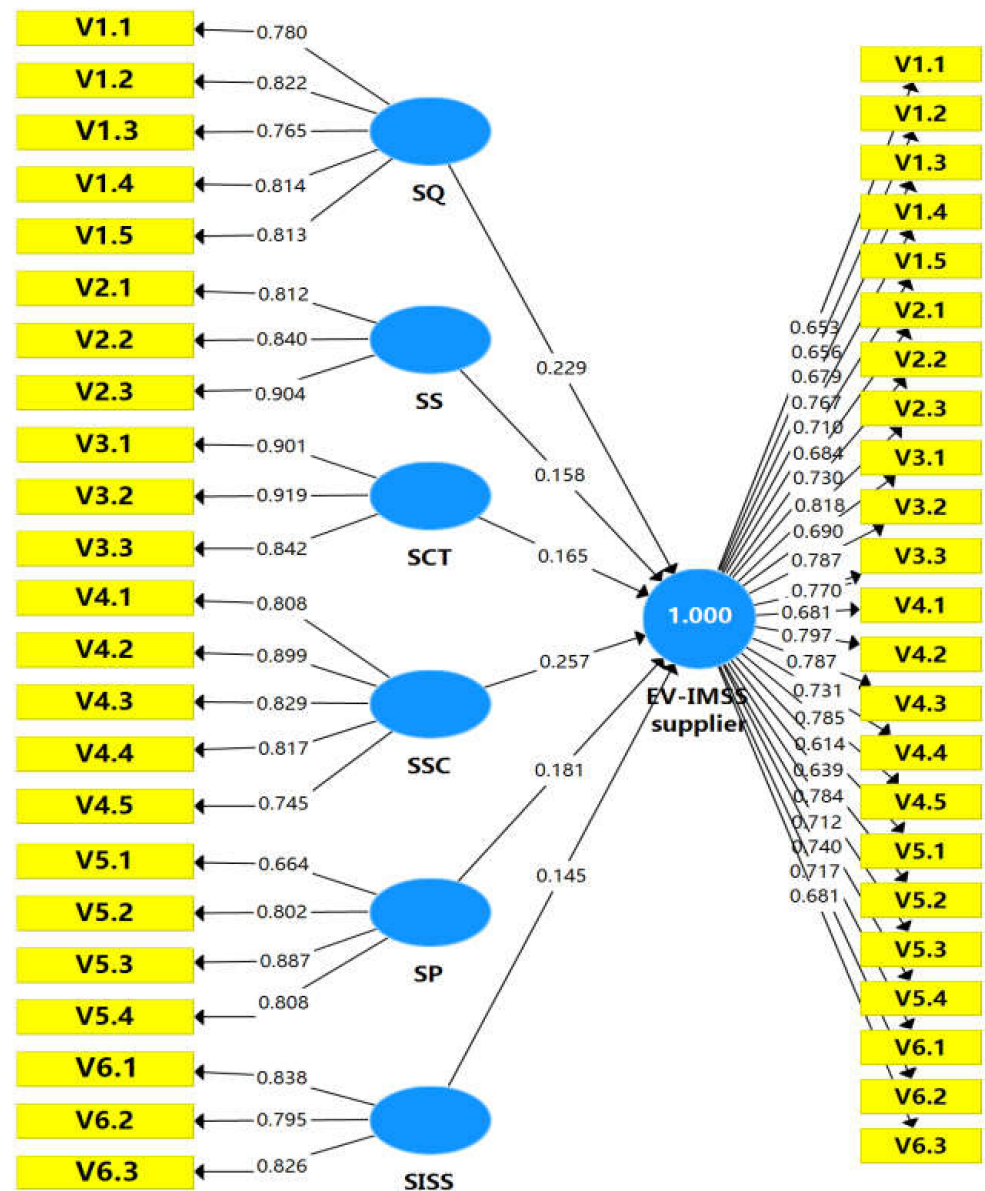 V1.1
V1.2
V1.3
V1.4
V1.5
V2.1
V2.2
V2.3
V3.1
V3.2
V3.3
V4.1
V4.2
V4.3
V4.4
V4.5
V5.1
V5.2
V5.3
V5.4
V6.1
V6.2
V6.3
0.780
0.822
0.765
0.814
0.813
0.812
0.840
0.904
0.901
0.919
0.842
0.808
0.899
0.829
0.817
0.745
0.664
0.802
0.887
0.808
0.838
0.795
0.826
SQ
SS
SCT
SSC
SP
SISS
0.229
0.158
0.165
0.257
0.181
0.145
1.000
EV-IMSS
supplier
0.653
0.656
0.679
0.767
0.710
0.684
0.730
0.818
0.690
0.787
0.770
0.681
0.797
0.787
0.731
0.785
0.614
0.639
0.784
0.712
0.740
0.717
0.681
V1.1
V1.2
V1.3
V1.4
V1.5
V2.1
V2.2
V2.3
V3.1
V3.2
V3.3
V4.1
V4.2
V4.3
V4.4
V4.5
V5.1
V5.2
V5.3
V5.4
V6.1
V6.2
V6.3